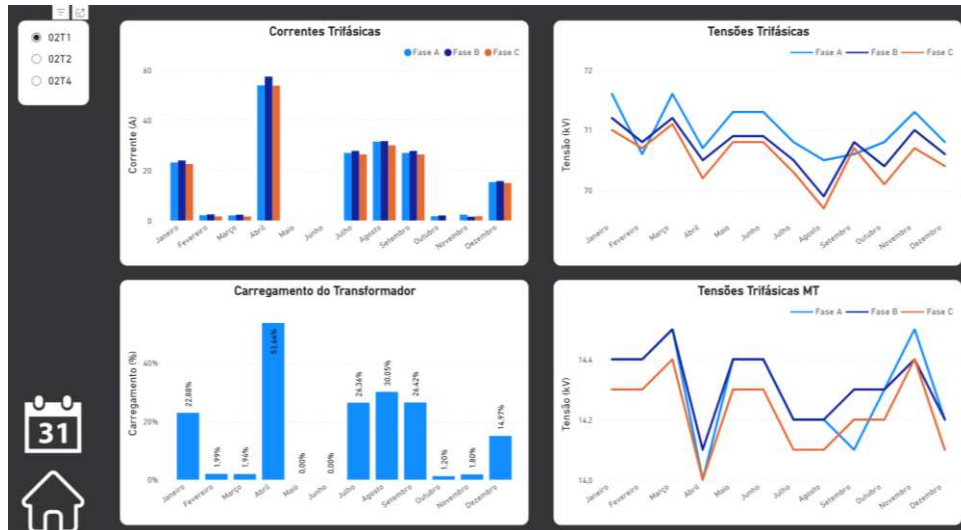 02T1
02T2
02T4
Correntes Trifásicas
Fase A Fase B Fase C
Corrente (A)
60
40
20
0
Janeiro
Fevereiro
Março
Abril
Maio
Junho
Julho
Agosto
Setembro
Outubro
Novembro
Dezembro
Tensões Trifásicas
Fase A Fase B Fase C
Tensão (kV)
72
71
70
Janeiro
Fevereiro
Março
Abril
Maio
Junho
Julho
Agosto
Setembro
Outubro
Novembro
Dezembro
Carregamento do Transformador
Carregamento (%)
40%
20%
0%
22,88%
1,99%
1,94%
53,64%
0,00%
0,00%
26,36%
30,05%
26,42%
1,20%
1,80%
14,97%
Janeiro
Fevereiro
Março
Abril
Maio
Junho
Julho
Agosto
Setembro
Outubro
Novembro
Dezembro
Tensões Trifásicas MT
Fase A Fase B Fase C
Tensão (kV)
14,6
14,2
14,0
Janeiro
Fevereiro
Março
Abril
Maio
Junho
Julho
Agosto
Setembro
Outubro
Novembro
Dezembro
31